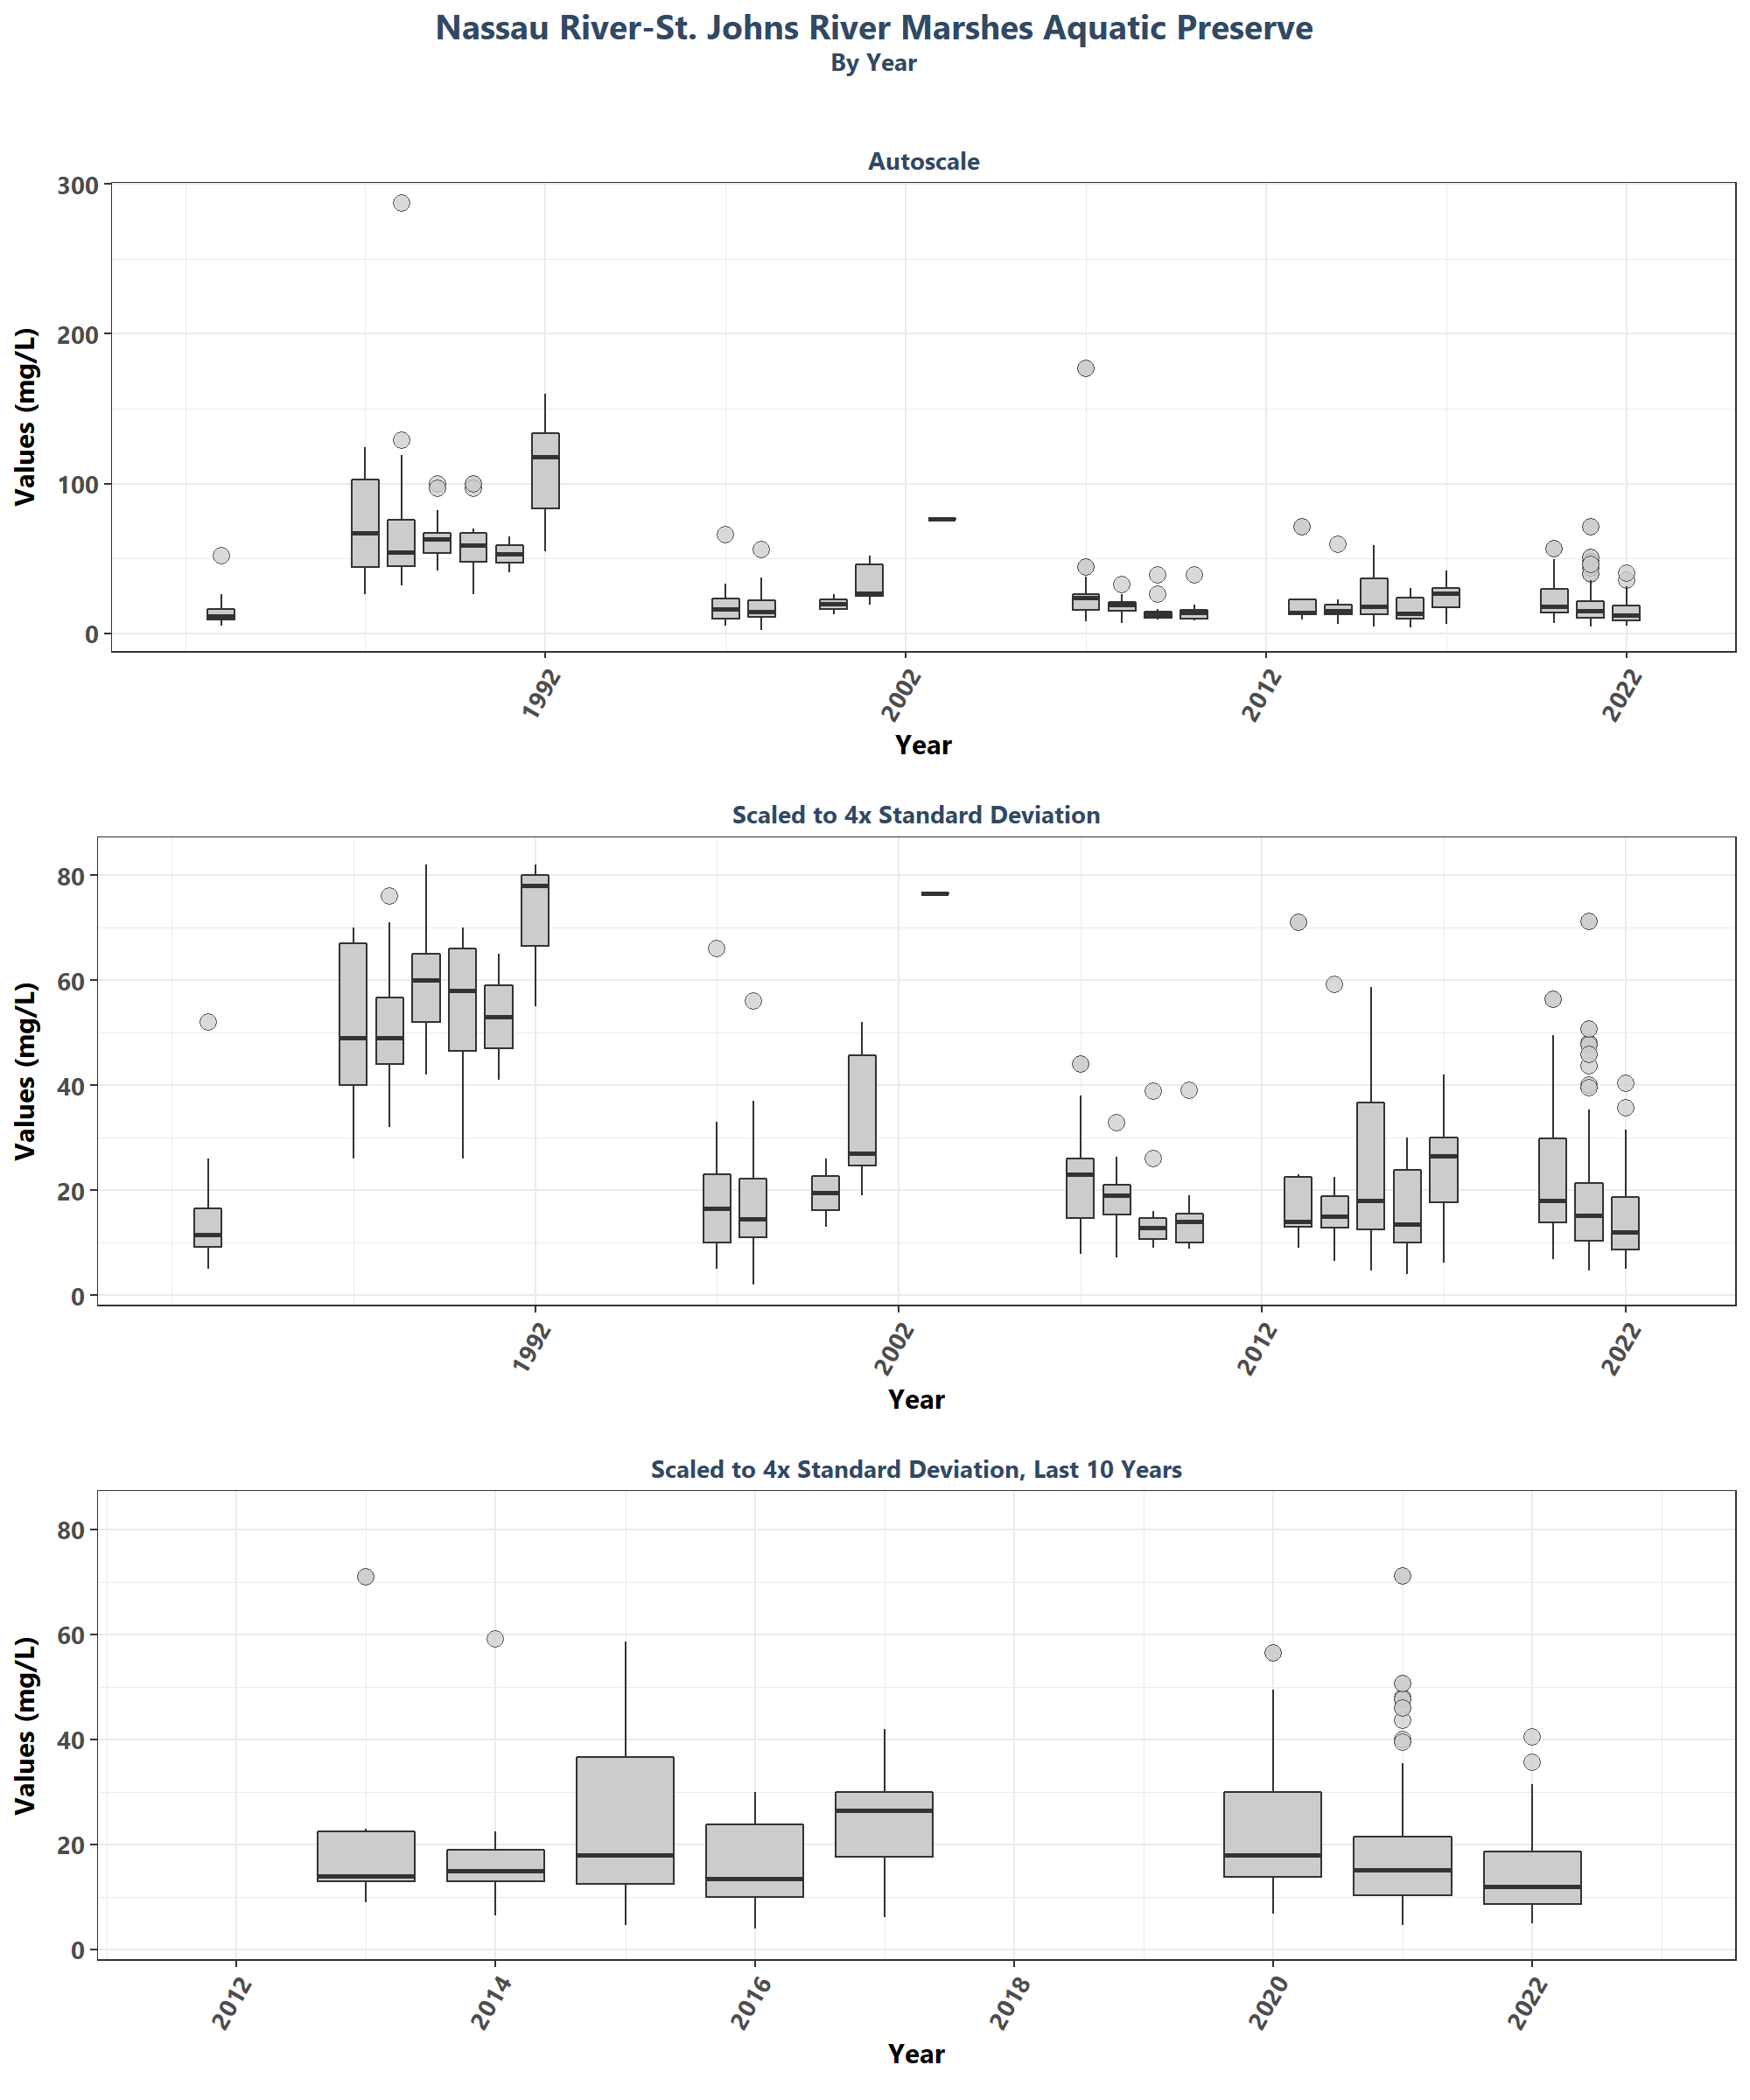 Nassau River-St. Johns River Marshes Aquatic Preserve
By Year
Autoscale
Values (mg/L)
300
200
100
0
1992
2002
2012
2022
Year
Scaled to 4x Standard Deviation
Values (mg/L)
80
60
40
20
0
1992
2002
2012
2022
Year
Scaled to 4x Standard Deviation, Last 10 Years
Values (mg/L)
80
60
40
20
0
2012
2014
2016
2018
2020
2022
Year